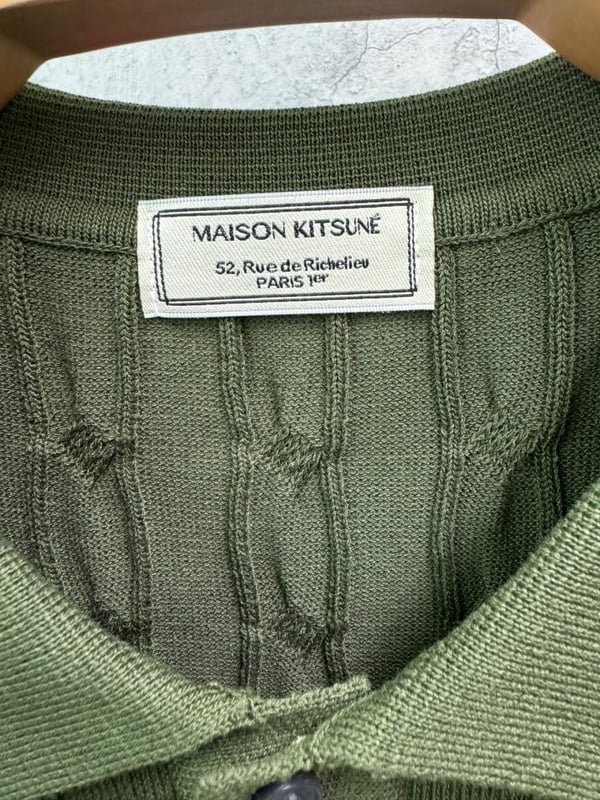 MAISON KITSUNÉ
52, Rue de Richelieu
PARIS 1er